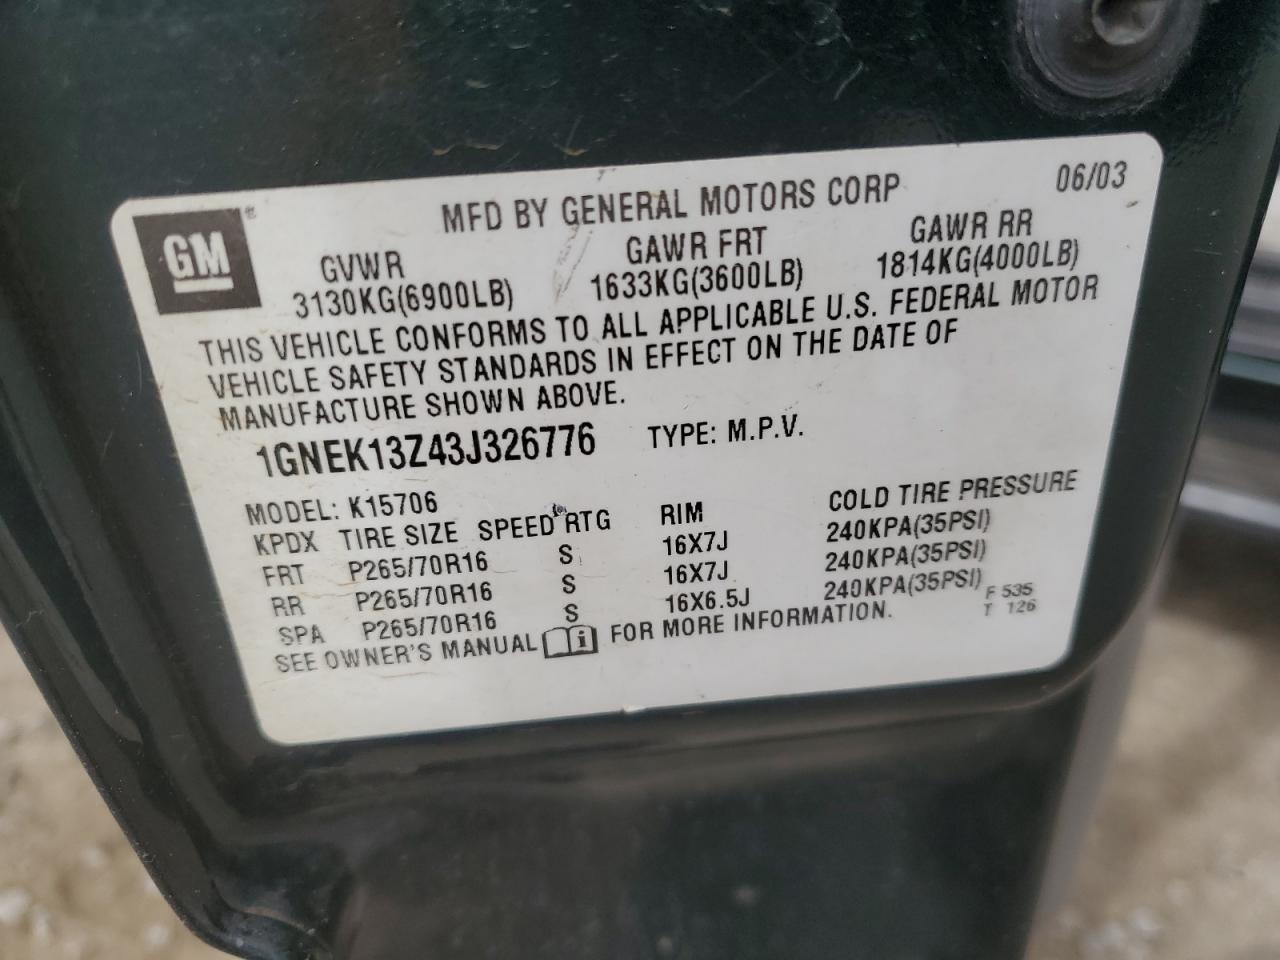 GM ®
MFD BY GENERAL MOTORS CORP 06/03
GVWR GAWR FRT GAWR RR
3130KG(6900LB) 1633KG(3600LB) 1814KG(4000LB)
THIS VEHICLE CONFORMS TO ALL APPLICABLE U.S. FEDERAL MOTOR
VEHICLE SAFETY STANDARDS IN EFFECT ON THE DATE OF
MANUFACTURE SHOWN ABOVE.
1GNEK13Z43J326776 TYPE: M.P.V.
MODEL: K15706
KPDX TIRE SIZE SPEED RTG RIM COLD TIRE PRESSURE
FRT P265/70R16 S 16X7J 240KPA(35PSI)
RR P265/70R16 S 16X7J 240KPA(35PSI)
SPA P265/70R16 S 16X6.5J 240KPA(35PSI)
SEE OWNER'S MANUAL i FOR MORE INFORMATION.
F 535
T 126